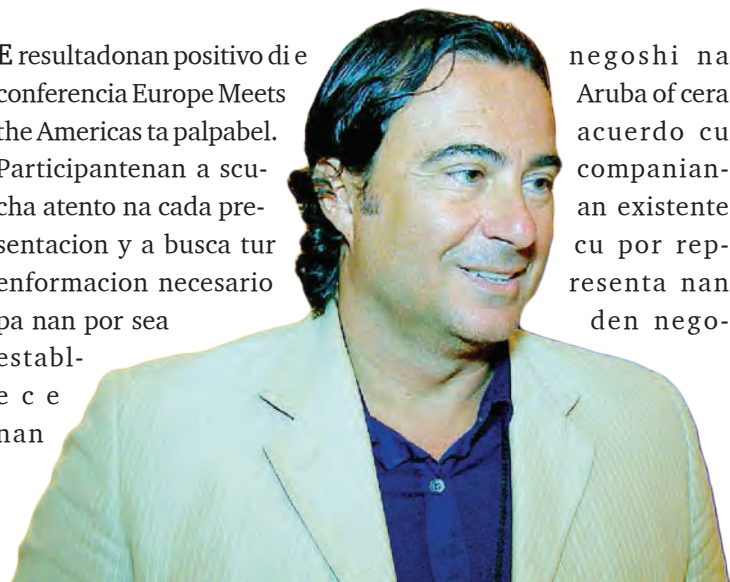 E resultadonan positivo di e
conferencia Europe Meets
the Americas ta palpabel.
Participantenan a scu-
cha atento na cada pre-
sentacion y a busca tur
enformacion necesario
pa nan por sea
establ-
e c e
nan
negoshi na
Aruba of cera
acuerdo cu
companian-
an existente
cu por rep-
resenta nan
den nego-